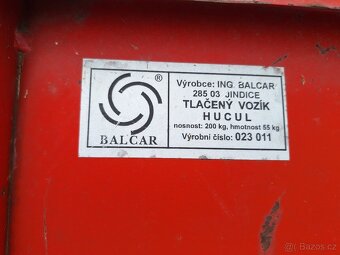 ®
BALCAR
Výrobce: ING. BALCAR
285 03 JINDICE
TLAČENÝ VOZÍK
HUCUL
nosnost: 200 kg, hmotnost 55 kg
Výrobní číslo: 023 011
Bazos.cz